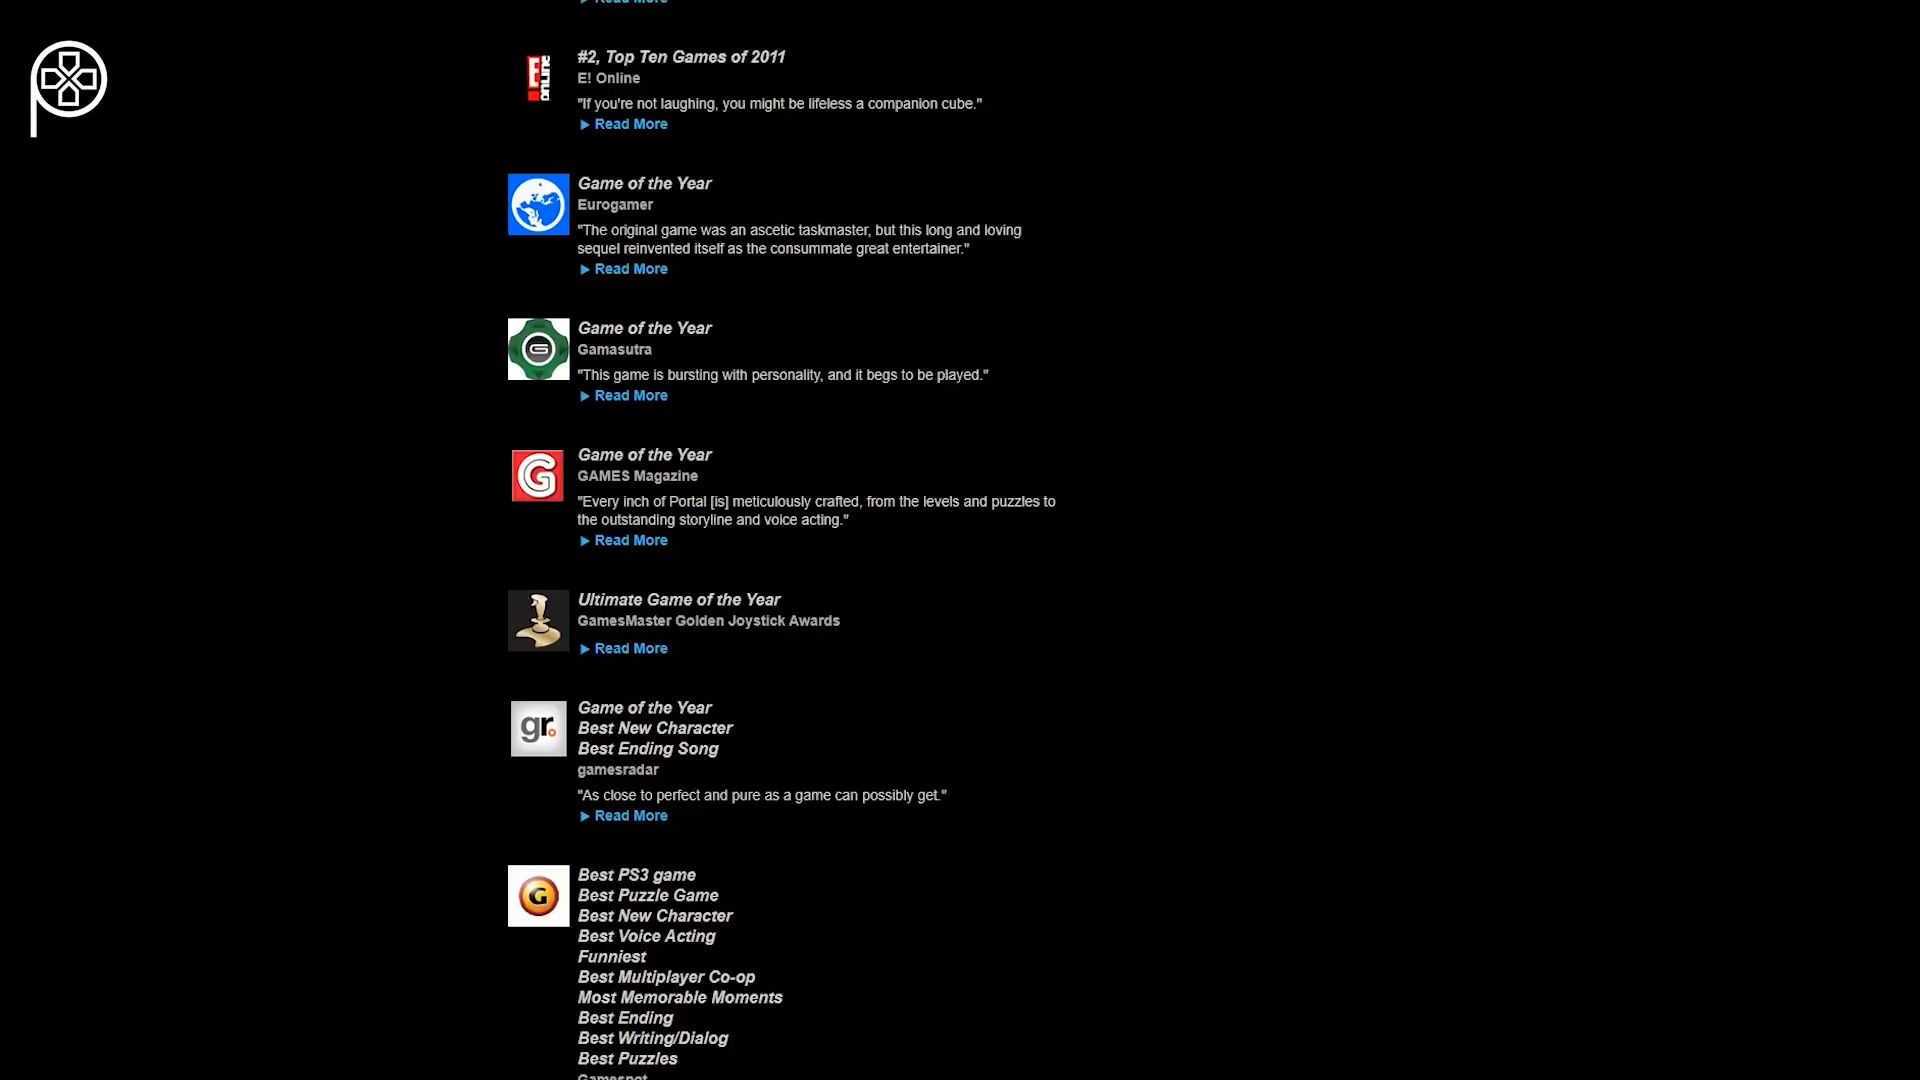 Read More
#2, Top Ten Games of 2011
E! ONLINE
E! Online
"If you're not laughing, you might be lifeless a companion cube."
Read More
Game of the Year
Eurogamer
"The original game was an ascetic taskmaster, but this long and loving
sequel reinvented itself as the consummate great entertainer."
Read More
Game of the Year
G
Gamasutra
"This game is bursting with personality, and it begs to be played."
Read More
Game of the Year
G
GAMES Magazine
"Every inch of Portal [is] meticulously crafted, from the levels and puzzles to
the outstanding storyline and voice acting."
Read More
Ultimate Game of the Year
GamesMaster Golden Joystick Awards
Read More
Game of the Year
gr.
Best New Character
Best Ending Song
gamesradar
"As close to perfect and pure as a game can possibly get."
Read More
Best PS3 game
G
Best Puzzle Game
Best New Character
Best Voice Acting
Funniest
Best Multiplayer Co-op
Most Memorable Moments
Best Ending
Best Writing/Dialog
Best Puzzles
Gamespot